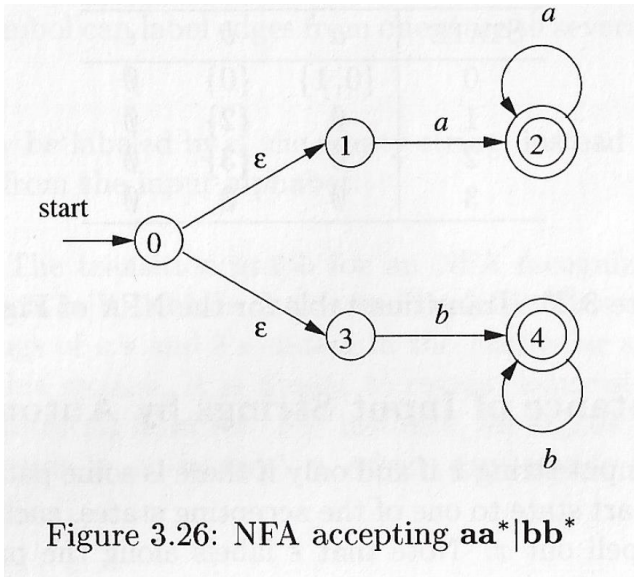 a
ε
1
a
2
start
0
ε
3
b
4
b
Figure 3.26: NFA accepting aa*|bb*